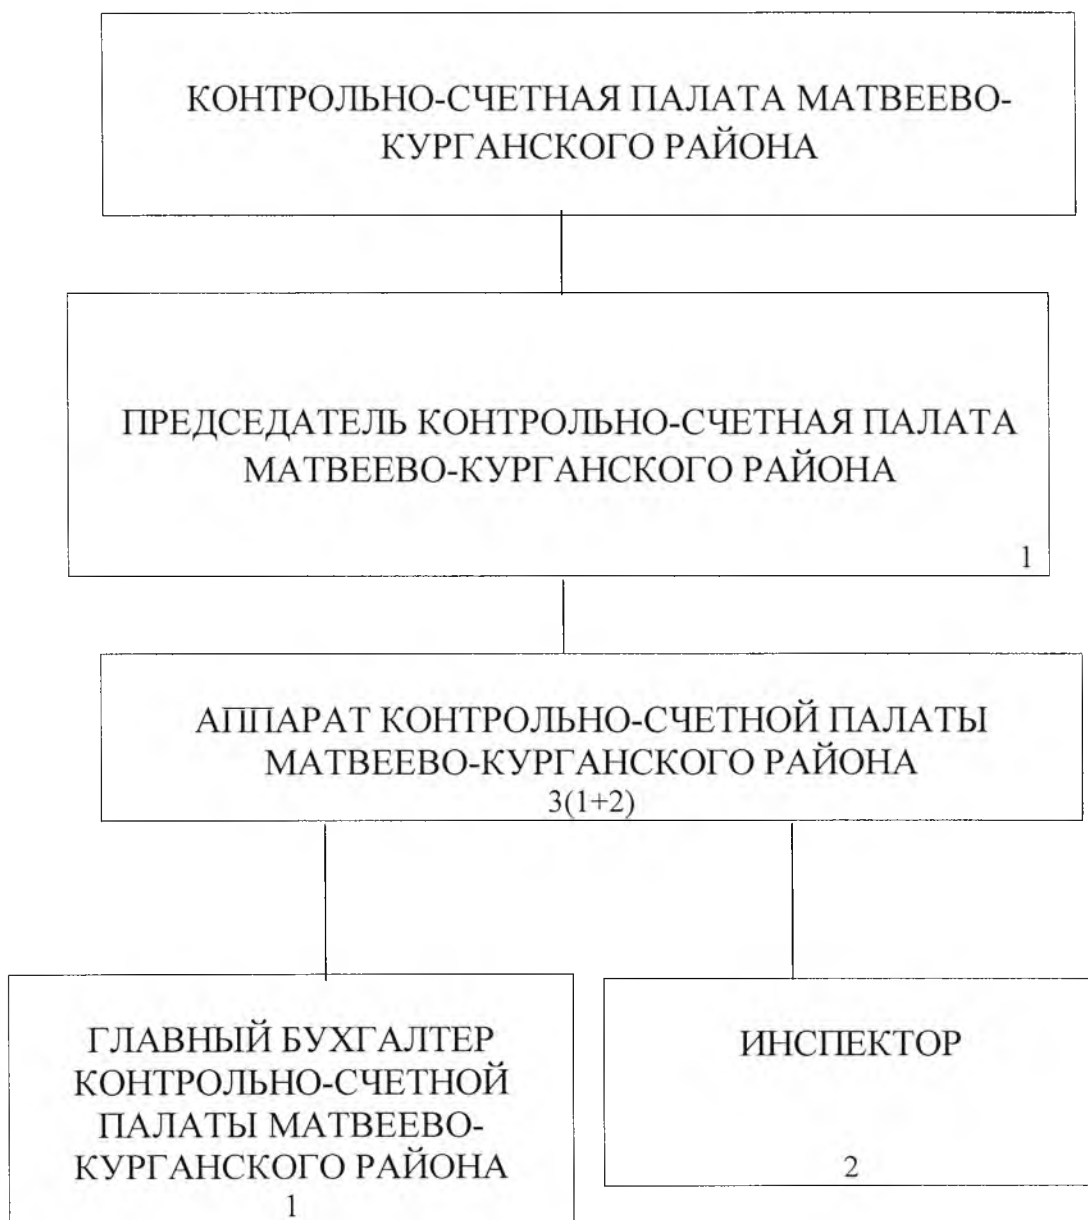 КОНТРОЛЬНО-СЧЕТНАЯ ПАЛАТА МАТВЕЕВО-
КУРГАНСКОГО РАЙОНА
ПРЕДСЕДАТЕЛЬ КОНТРОЛЬНО-СЧЕТНАЯ ПАЛАТА
МАТВЕЕВО-КУРГАНСКОГО РАЙОНА
1
АППАРАТ КОНТРОЛЬНО-СЧЕТНОЙ ПАЛАТЫ
МАТВЕЕВО-КУРГАНСКОГО РАЙОНА
3(1+2)
ГЛАВНЫЙ БУХГАЛТЕР
КОНТРОЛЬНО-СЧЕТНОЙ
ПАЛАТЫ МАТВЕЕВО-
КУРГАНСКОГО РАЙОНА
1
ИНСПЕКТОР
2